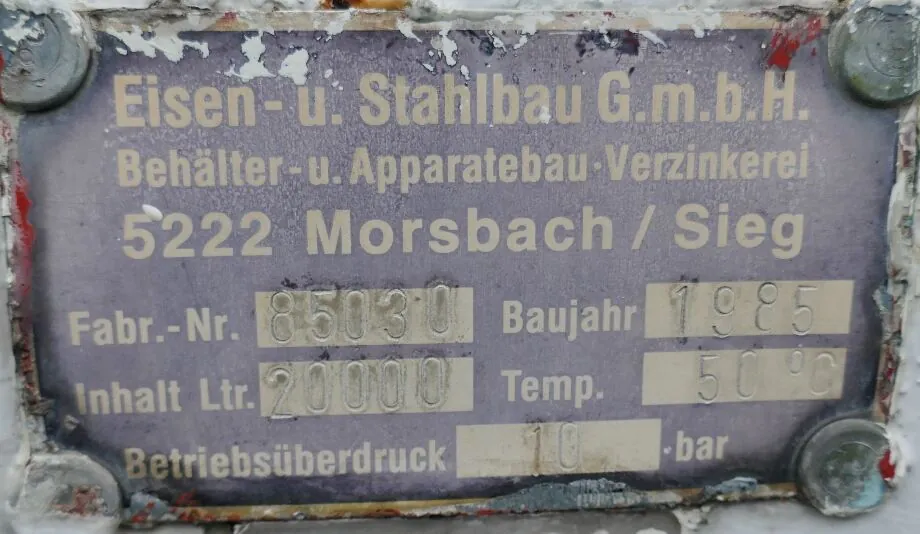 Eisen- u. Stahlbau G.m.b.H.
Behälter- u. Apparatebau · Verzinkerei
5222 Morsbach / Sieg
Fabr.-Nr. 85030 Baujahr 1985
Inhalt Ltr. 20000 Temp. 50 °C
Betriebsüberdruck 10 bar